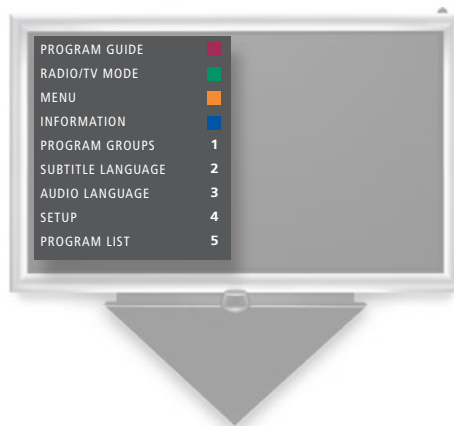 PROGRAM GUIDE
RADIO/TV MODE
MENU
INFORMATION
PROGRAM GROUPS 1
SUBTITLE LANGUAGE 2
AUDIO LANGUAGE 3
SETUP 4
PROGRAM LIST 5